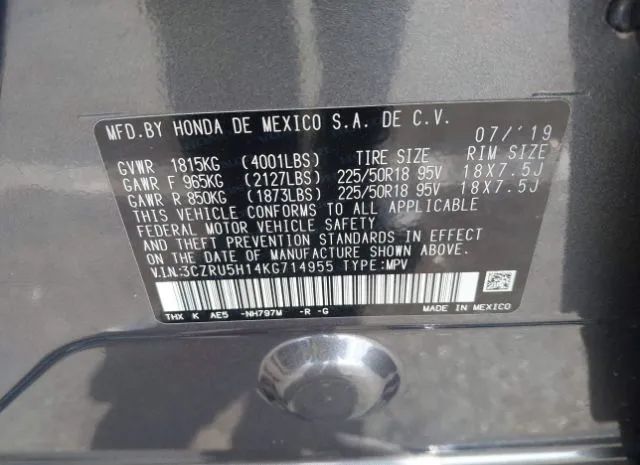 MFD.BY HONDA DE MEXICO S.A. DE C.V. 07/'19
GVWR 1815KG (4001LBS) TIRE SIZE RIM SIZE
GAWR F 965KG (2127LBS) 225/50R18 95V 18X7.5J
GAWR R 850KG (1873LBS) 225/50R18 95V 18X7.5J
THIS VEHICLE CONFORMS TO ALL APPLICABLE
FEDERAL MOTOR VEHICLE SAFETY
AND THEFT PREVENTION STANDARDS IN EFFECT
ON THE DATE OF MANUFACTURE SHOWN ABOVE.
V.I.N:3CZRU5H14KG714955 TYPE:MPV
THX K AE5 -NH797M -R -G MADE IN MEXICO